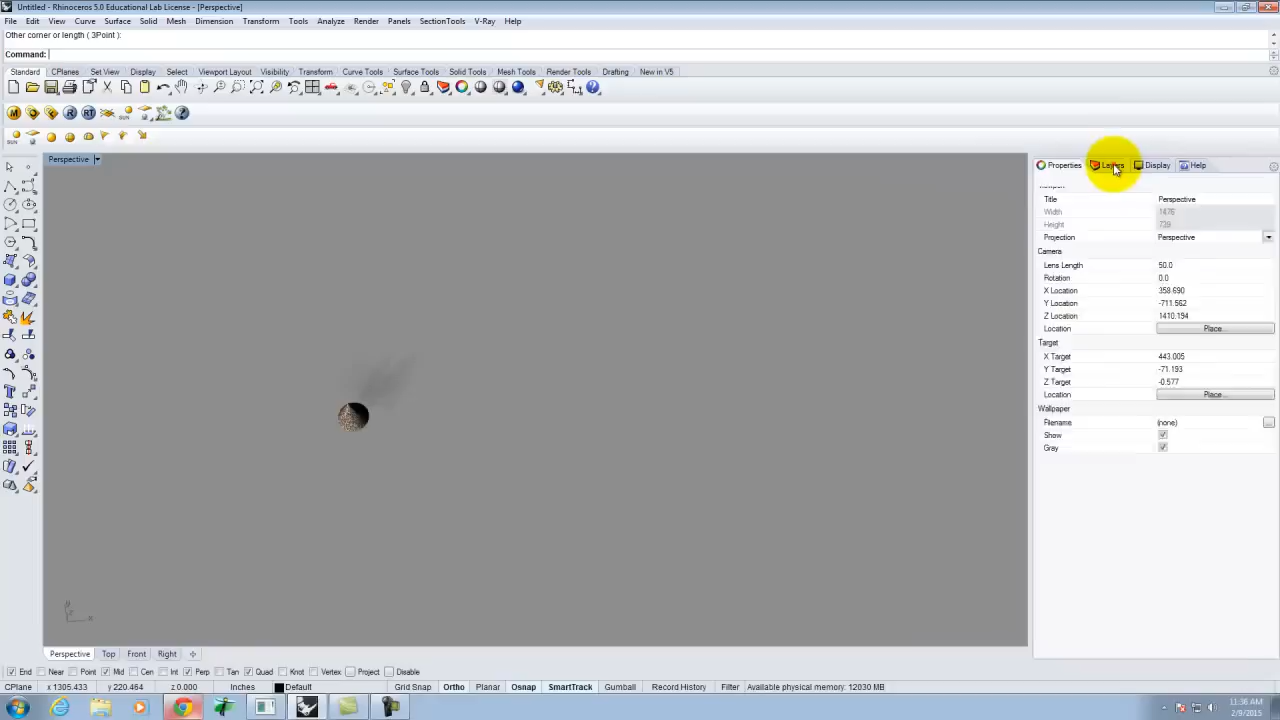 Untitled - Rhinoceros 5.0 Educational Lab License - [Perspective]
File Edit View Curve Surface Solid Mesh Dimension Transform Tools Analyze Render Panels SectionTools V-Ray Help
Other coror or length ( 3Point ):
Command:
Standard CPlanes Set View Display Select Viewport Layout Visibility Transform Curve Tools Surface Tools Solid Tools Mesh Tools Render Tools Drafting New in V5
M R RT SUN ?
SUN
Perspective
Properties Layers Display Help
Viewport
Title Perspective
Width 1476
Height 739
Projection Perspective
Camera
Lens Length 50.0
Rotation 0.0
X Location 358.690
Y Location -711.562
Z Location 1410.194
Location Place...
Target
X Target 443.005
Y Target -71.193
Z Target -0.577
Location Place...
Wallpaper
Filename (none) ...
Show
Gray
Perspective Top Front Right
End Near Point Mid Cen Int Perp Tan Quad Knot Vertex Project Disable
CPlane x 1305.433 y 220.464 z 0.000 Inches Default Grid Snap Ortho Planar Osnap SmartTrack Gumball Record History Filter Available physical memory: 12030 MB
11:36 AM
2/9/2015